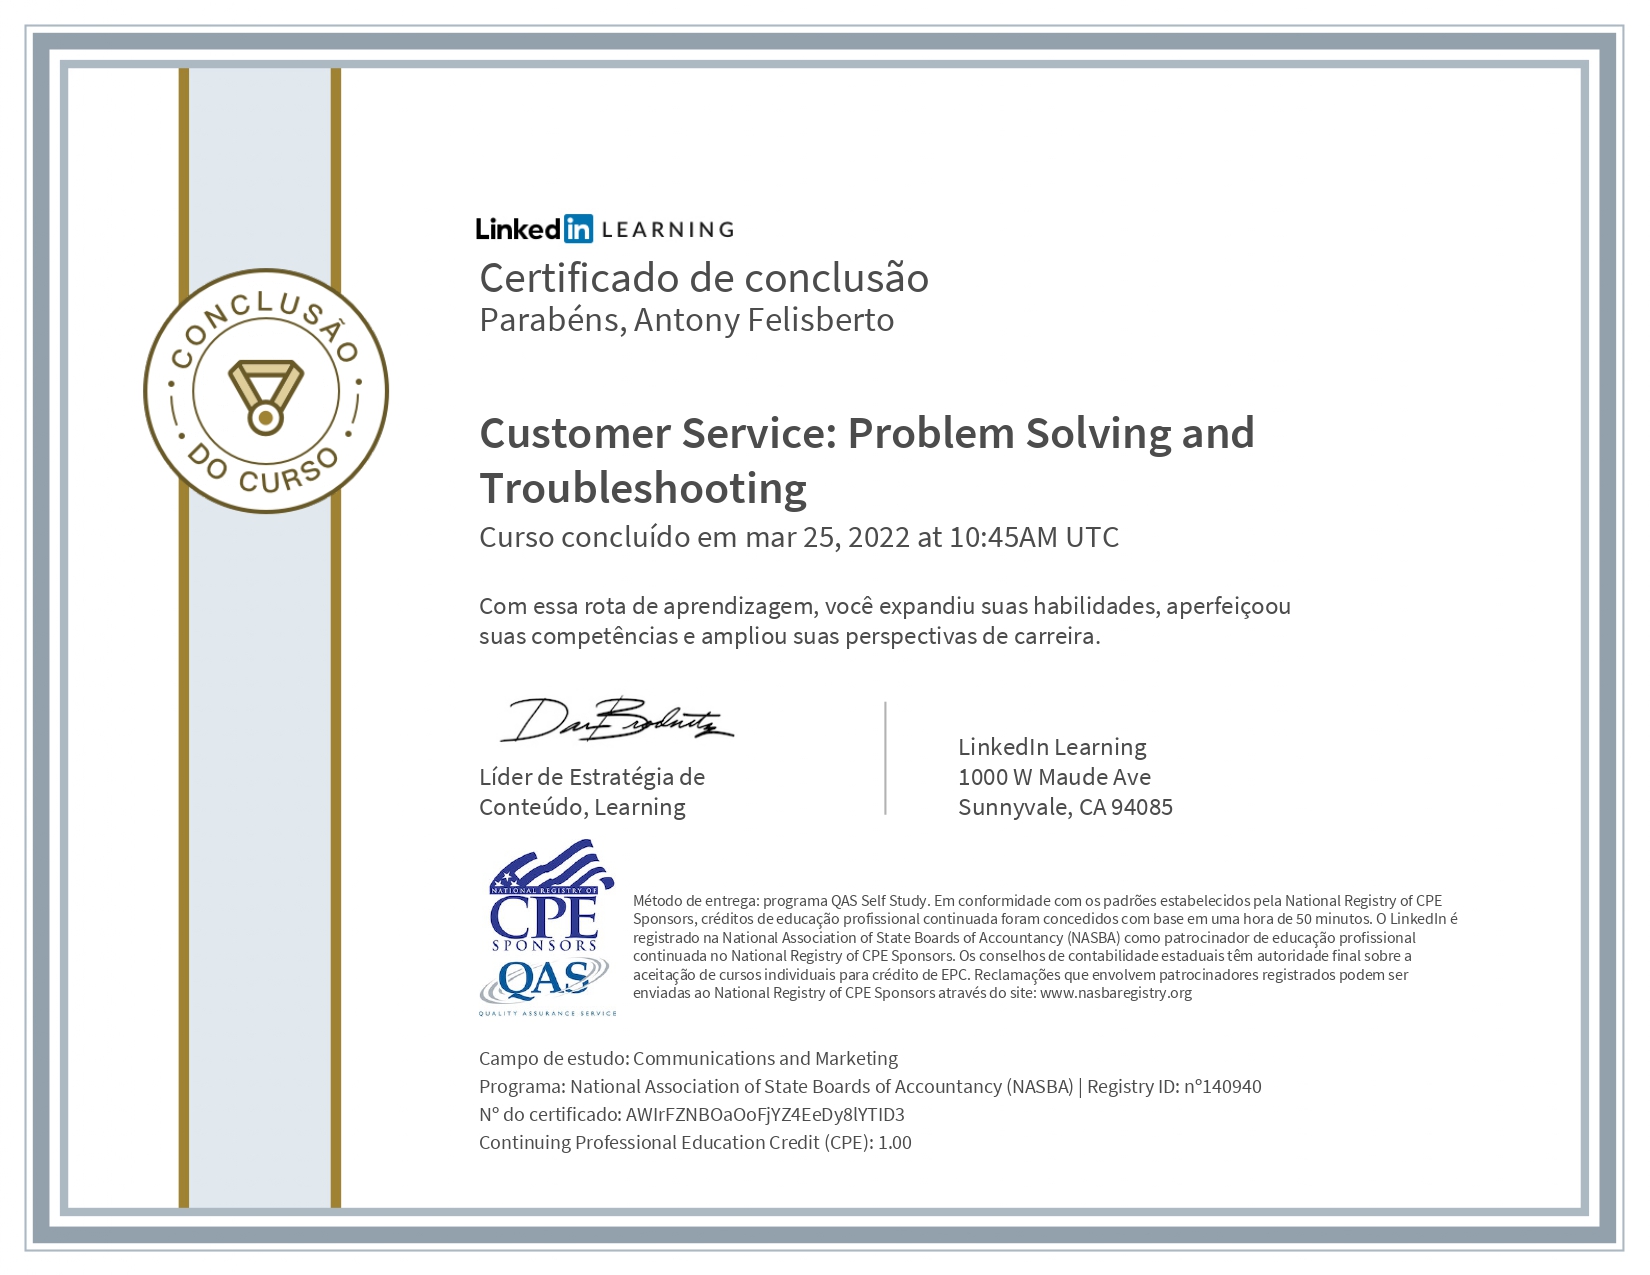 CONCLUSÃO
DO CURSO
Linkedin LEARNING
Certificado de conclusão
Parabéns, Antony Felisberto
Customer Service: Problem Solving and
Troubleshooting
Curso concluído em mar 25, 2022 at 10:45AM UTC
Com essa rota de aprendizagem, você expandiu suas habilidades, aperfeiçoou
suas competências e ampliou suas perspectivas de carreira.
Dan Brodnitz
Líder de Estratégia de
Conteúdo, Learning
LinkedIn Learning
1000 W Maude Ave
Sunnyvale, CA 94085
NATIONAL REGISTRY OF
CPE
SPONSORS
QAS
QUALITY ASSURANCE SERVICE
Método de entrega: programa QAS Self Study. Em conformidade com os padrões estabelecidos pela National Registry of CPE
Sponsors, créditos de educação profissional continuada foram concedidos com base em uma hora de 50 minutos. O LinkedIn é
registrado na National Association of State Boards of Accountancy (NASBA) como patrocinador de educação profissional
continuada no National Registry of CPE Sponsors. Os conselhos de contabilidade estaduais têm autoridade final sobre a
aceitação de cursos individuais para crédito de EPC. Reclamações que envolvem patrocinadores registrados podem ser
enviadas ao National Registry of CPE Sponsors através do site: www.nasbaregistry.org
Campo de estudo: Communications and Marketing
Programa: National Association of State Boards of Accountancy (NASBA) | Registry ID: nº140940
Nº do certificado: AWIrFZNBOaOoFjYZ4EeDy8lYTID3
Continuing Professional Education Credit (CPE): 1.00